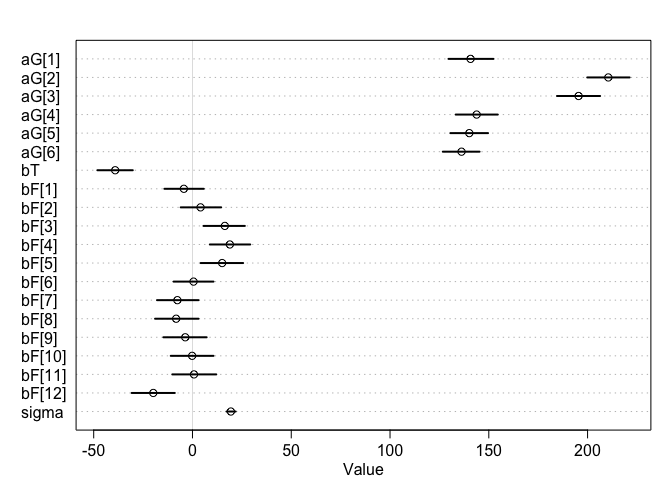 aG[1]
aG[2]
aG[3]
aG[4]
aG[5]
aG[6]
bT
bF[1]
bF[2]
bF[3]
bF[4]
bF[5]
bF[6]
bF[7]
bF[8]
bF[9]
bF[10]
bF[11]
bF[12]
sigma
-50 0 50 100 150 200
Value